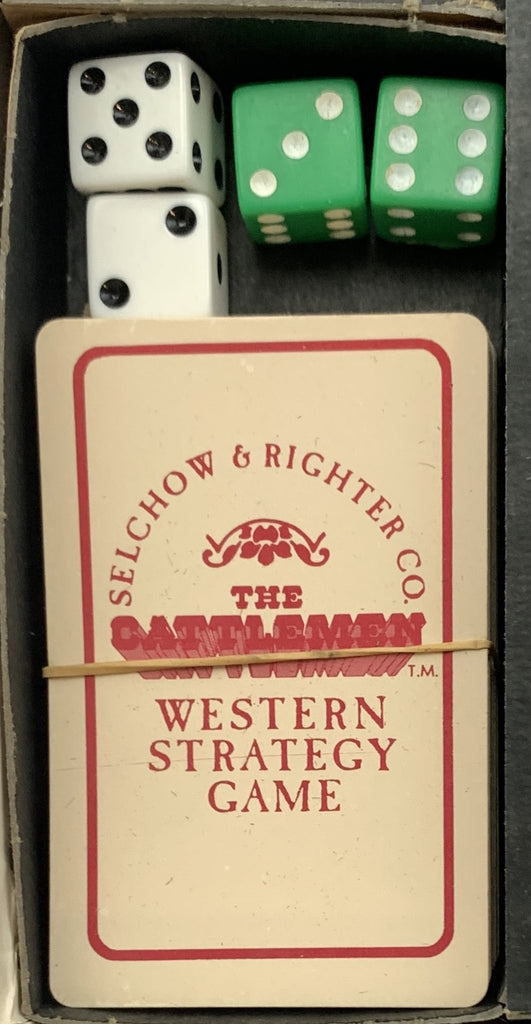 SELCHOW & RIGHTER CO.
THE
CATTLEMEN
T.M.
WESTERN
STRATEGY
GAME